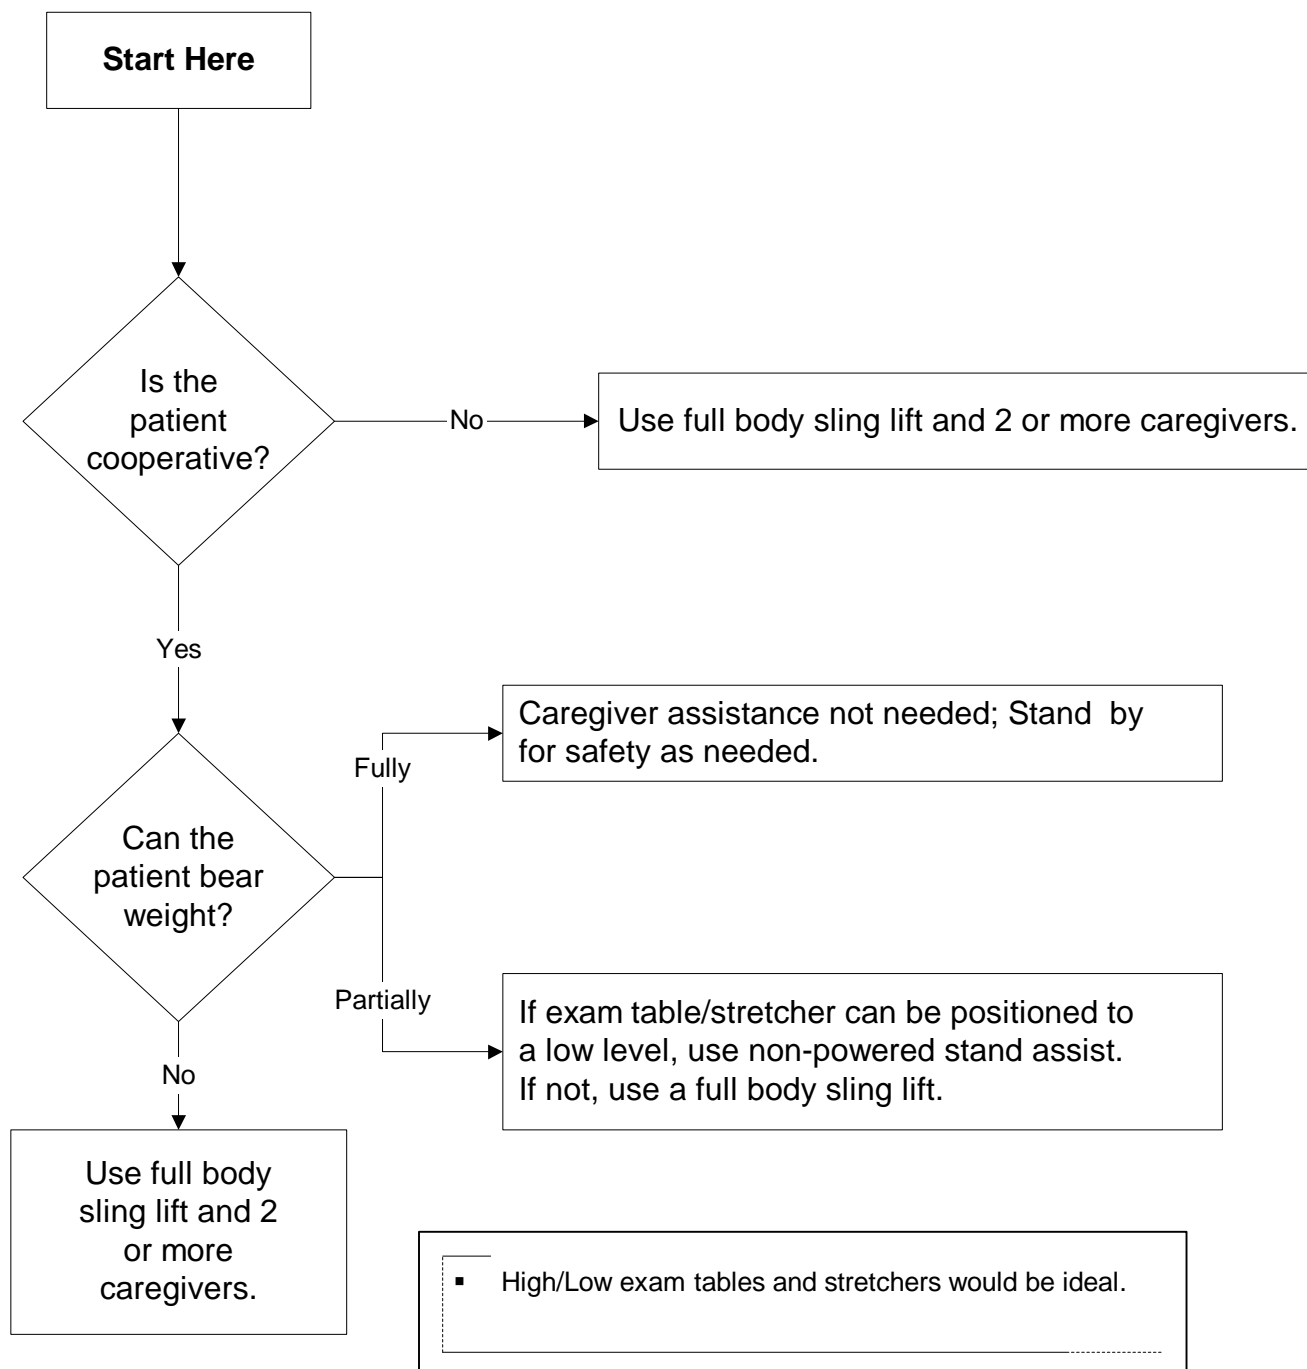 Start Here
Is the
patient
cooperative?
No
Use full body sling lift and 2 or more caregivers.
Yes
Can the
patient bear
weight?
Fully
Caregiver assistance not needed; Stand  by
for safety as needed.
Partially
If exam table/stretcher can be positioned to
a low level, use non-powered stand assist.
If not, use a full body sling lift.
No
Use full body
sling lift and 2
or more
caregivers.
▪ High/Low exam tables and stretchers would be ideal.